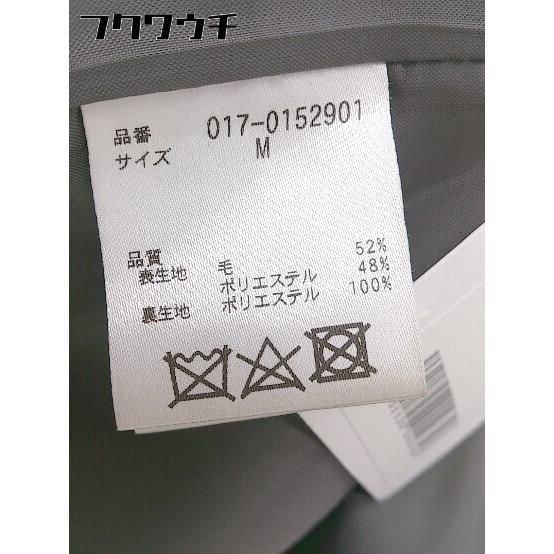 フクワウチ
品番 017-0152901
サイズ M
品質
表生地 毛 52%
ポリエステル 48%
裏生地 ポリエステル 100%